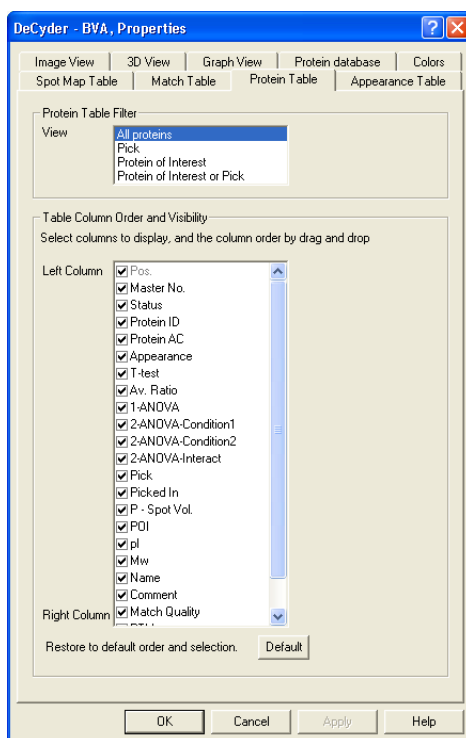 DeCyder - BVA, Properties
Image View 3D View Graph View Protein database Colors
Spot Map Table Match Table Protein Table Appearance Table
Protein Table Filter
View
All proteins
Pick
Protein of Interest
Protein of Interest or Pick
Table Column Order and Visibility
Select columns to display, and the column order by drag and drop
Left Column Pos.
Master No.
Status
Protein ID
Protein AC
Appearance
T-test
Av. Ratio
1-ANOVA
2-ANOVA-Condition1
2-ANOVA-Condition2
2-ANOVA-Interact
Pick
Picked In
P - Spot Vol.
POI
pI
Mw
Name
Comment
Right Column Match Quality
Restore to default order and selection. Default
OK Cancel Apply Help